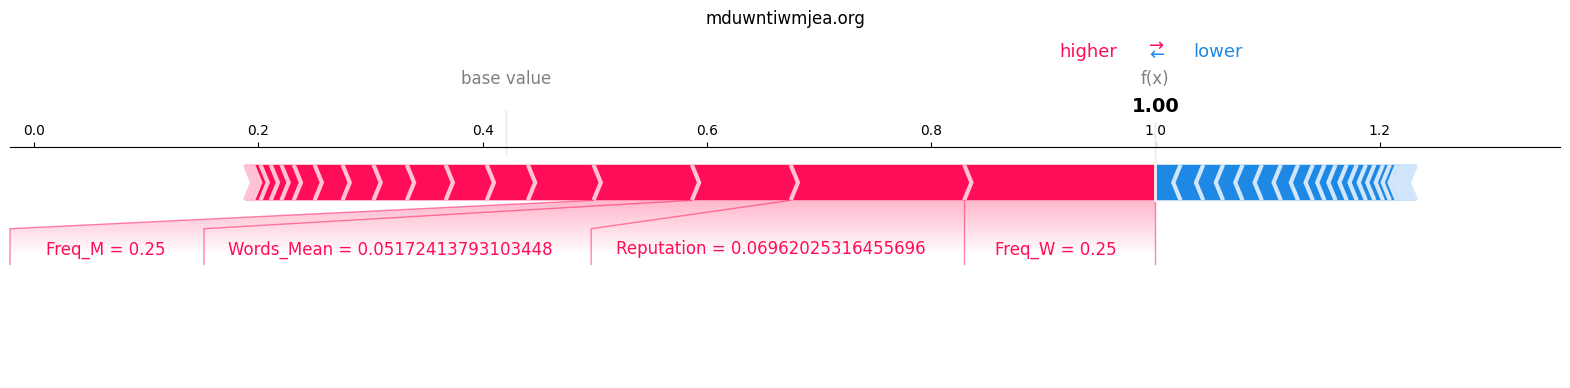 mduwntiwmjea.org
higher → ← lower
base value f(x)
1.00
0.0 0.2 0.4 0.6 0.8 1.0 1.2
Freq_M = 0.25 Words_Mean = 0.05172413793103448 Reputation = 0.06962025316455696 Freq_W = 0.25